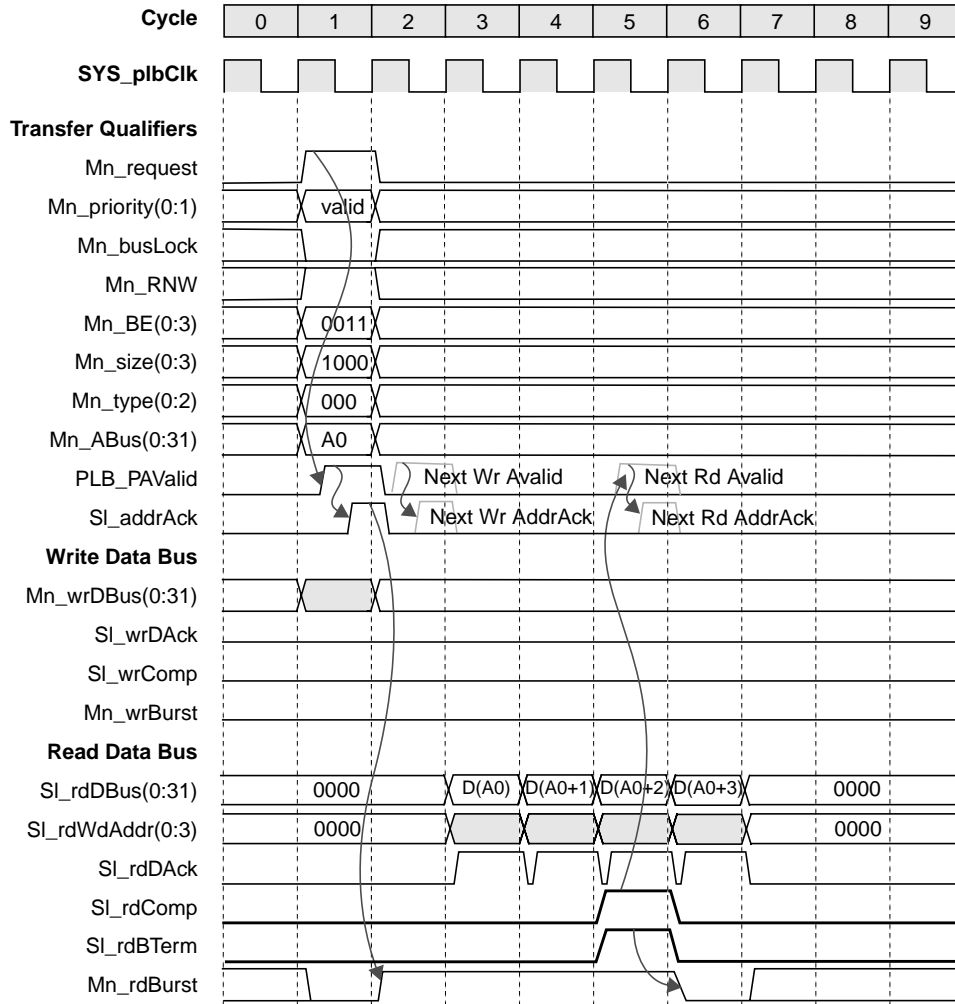 Cycle 0 1 2 3 4 5 6 7 8 9
SYS_plbClk
Transfer Qualifiers
Mn_request
Mn_priority(0:1) valid
Mn_busLock
Mn_RNW
Mn_BE(0:3) 0011
Mn_size(0:3) 1000
Mn_type(0:2) 000
Mn_ABus(0:31) A0
PLB_PAValid Next Wr Avalid Next Rd Avalid
Sl_addrAck Next Wr AddrAck Next Rd AddrAck
Write Data Bus
Mn_wrDBus(0:31)
Sl_wrDAck
Sl_wrComp
Mn_wrBurst
Read Data Bus
Sl_rdDBus(0:31) 0000 D(A0) D(A0+1) D(A0+2) D(A0+3) 0000
Sl_rdWdAddr(0:3) 0000 0000
Sl_rdDAck
Sl_rdComp
Sl_rdBTerm
Mn_rdBurst